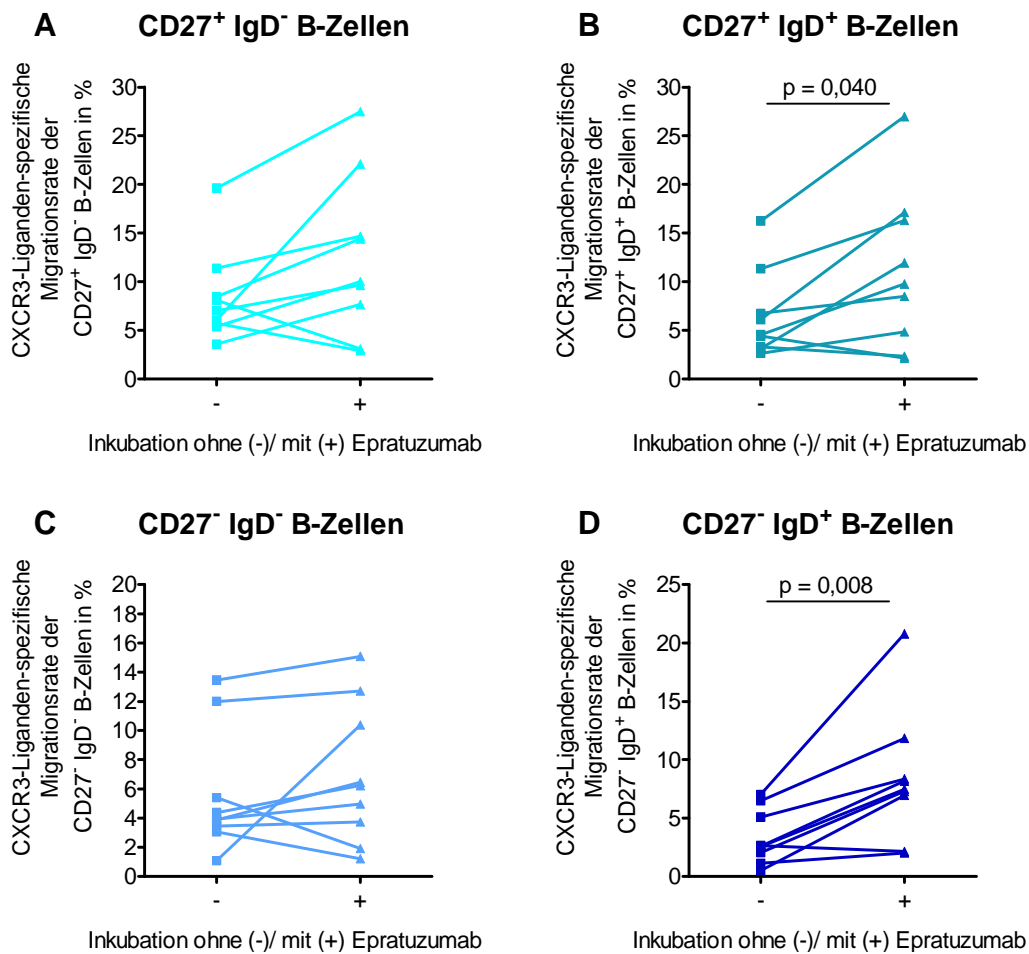 A
CD27⁺ IgD⁻ B-Zellen
CXCR3-Liganden-spezifische
Migrationsrate der
CD27⁺ IgD⁻ B-Zellen in %
30
25
20
15
10
5
0
- +
Inkubation ohne (-)/ mit (+) Epratuzumab
B
CD27⁺ IgD⁺ B-Zellen
CXCR3-Liganden-spezifische
Migrationsrate der
CD27⁺ IgD⁺ B-Zellen in %
p = 0,040
30
25
20
15
10
5
0
- +
Inkubation ohne (-)/ mit (+) Epratuzumab
C
CD27⁻ IgD⁻ B-Zellen
CXCR3-Liganden-spezifische
Migrationsrate der
CD27⁻ IgD⁻ B-Zellen in %
20
18
16
14
12
10
8
6
4
2
0
- +
Inkubation ohne (-)/ mit (+) Epratuzumab
D
CD27⁻ IgD⁺ B-Zellen
CXCR3-Liganden-spezifische
Migrationsrate der
CD27⁻ IgD⁺ B-Zellen in %
p = 0,008
25
20
15
10
5
0
- +
Inkubation ohne (-)/ mit (+) Epratuzumab